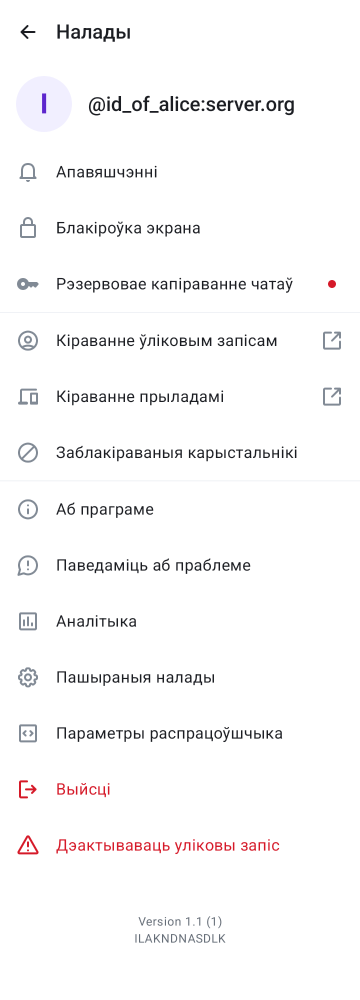 Налады
I
@id_of_alice:server.org
Апавяшчэнні
Блакіроўка экрана
Рэзервовае капіраванне чатаў
Кіраванне ўліковым запісам
Кіраванне прыладамі
Заблакіраваныя карыстальнікі
Аб праграме
Паведаміць аб праблеме
Аналітыка
Пашыраныя налады
Параметры распрацоўшчыка
Выйсці
Дэактываваць уліковы запіс
Version 1.1 (1)
ILAKNDNASDLK